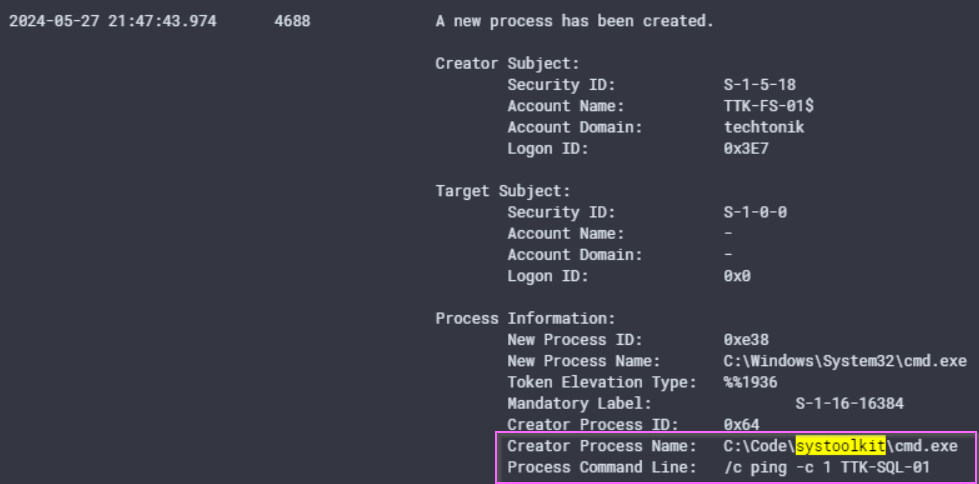 2024-05-27 21:47:43.974 4688 A new process has been created.
Creator Subject:
Security ID: S-1-5-18
Account Name: TTK-FS-01$
Account Domain: techtonik
Logon ID: 0x3E7
Target Subject:
Security ID: S-1-0-0
Account Name: -
Account Domain: -
Logon ID: 0x0
Process Information:
New Process ID: 0xe38
New Process Name: C:\Windows\System32\cmd.exe
Token Elevation Type: %%1936
Mandatory Label: S-1-16-16384
Creator Process ID: 0x64
Creator Process Name: C:\Code\systoolkit\cmd.exe
Process Command Line: /c ping -c 1 TTK-SQL-01